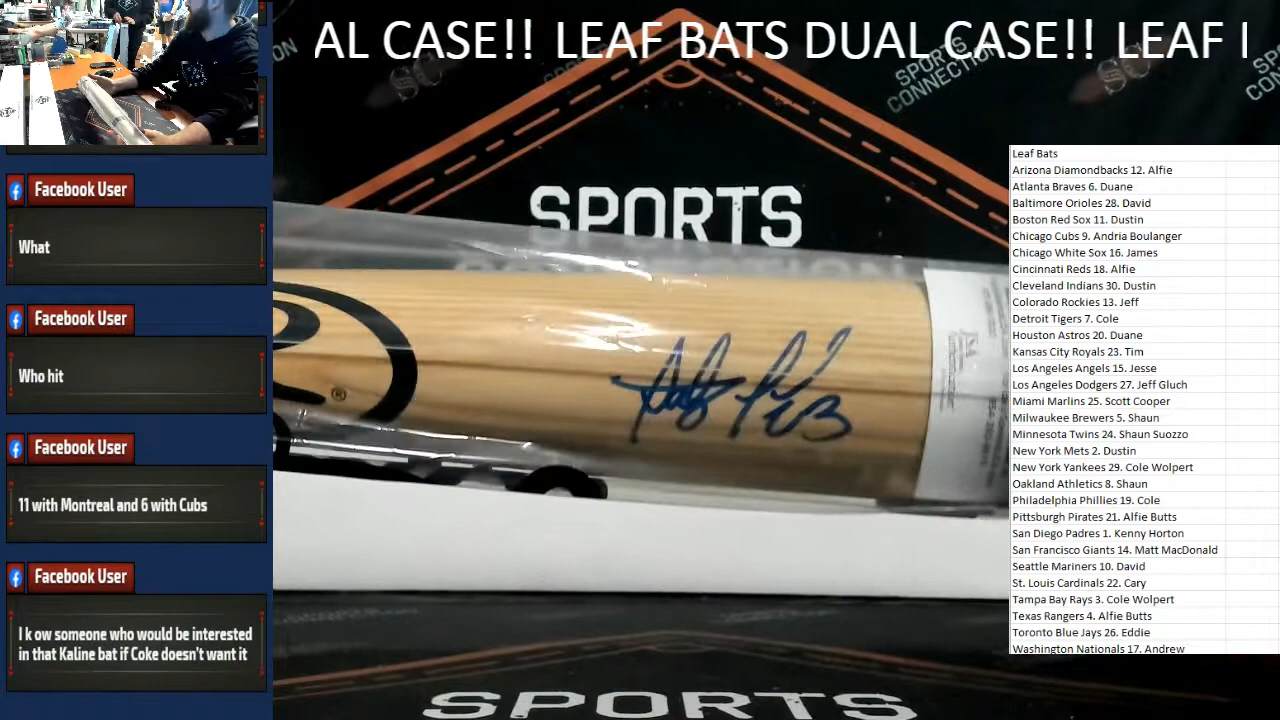 AL CASE!! LEAF BATS DUAL CASE!! LEAF
SPORTS
CONNECTION
SPORTS
CONNECTION
SPORTS
Facebook User
What
Facebook User
Who hit
Facebook User
11 with Montreal and 6 with Cubs
Facebook User
I k ow someone who would be interested
in that Kaline bat if Coke doesn't want it
®
23
SPORTS
Leaf Bats
Arizona Diamondbacks 12. Alfie
Atlanta Braves 6. Duane
Baltimore Orioles 28. David
Boston Red Sox 11. Dustin
Chicago Cubs 9. Andria Boulanger
Chicago White Sox 16. James
Cincinnati Reds 18. Alfie
Cleveland Indians 30. Dustin
Colorado Rockies 13. Jeff
Detroit Tigers 7. Cole
Houston Astros 20. Duane
Kansas City Royals 23. Tim
Los Angeles Angels 15. Jesse
Los Angeles Dodgers 27. Jeff Gluch
Miami Marlins 25. Scott Cooper
Milwaukee Brewers 5. Shaun
Minnesota Twins 24. Shaun Suozzo
New York Mets 2. Dustin
New York Yankees 29. Cole Wolpert
Oakland Athletics 8. Shaun
Philadelphia Phillies 19. Cole
Pittsburgh Pirates 21. Alfie Butts
San Diego Padres 1. Kenny Horton
San Francisco Giants 14. Matt MacDonald
Seattle Mariners 10. David
St. Louis Cardinals 22. Cary
Tampa Bay Rays 3. Cole Wolpert
Texas Rangers 4. Alfie Butts
Toronto Blue Jays 26. Eddie
Washington Nationals 17. Andrew